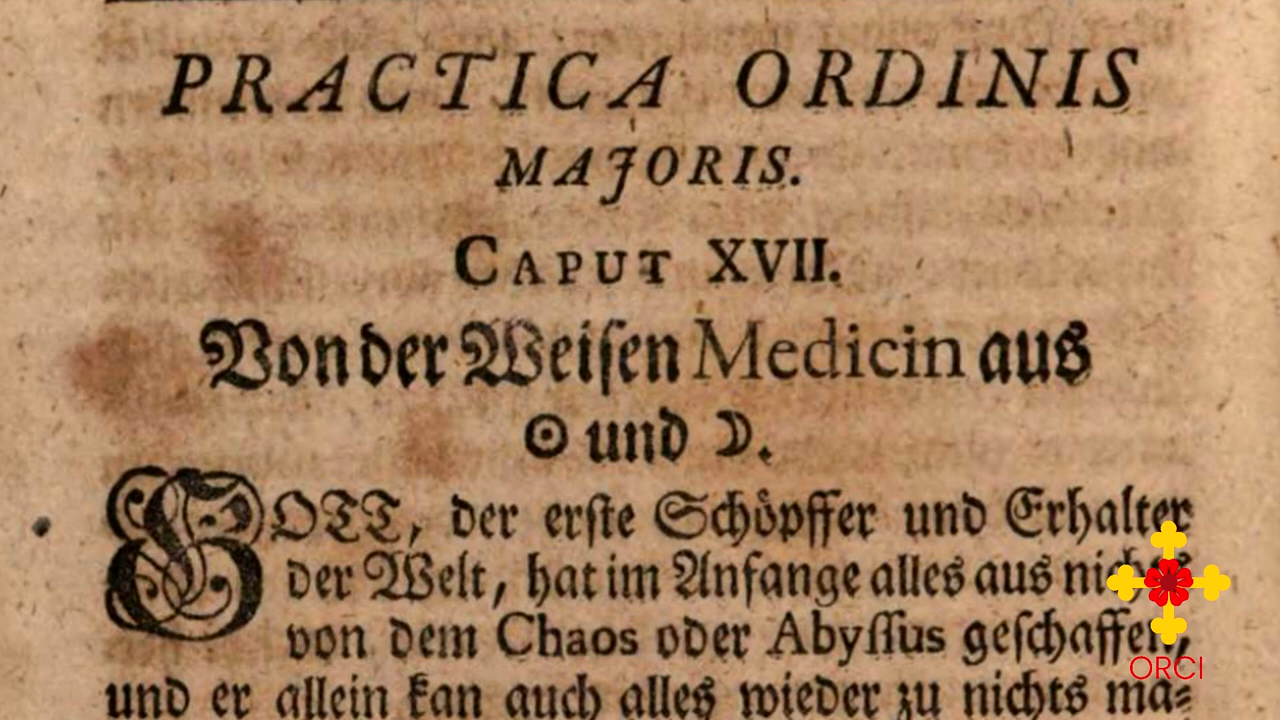 PRACTICA ORDINIS
MAJORIS.
CAPUT XVII.
Von der Weiſen Medicin aus
☉ und ☽.
GOTT, der erſte Schöpffer und Erhalter
der Welt, hat im Anfange alles aus nichts
von dem Chaos oder Abyſſus geſchaffen,
und er allein kan auch alles wieder zu nichts ma⸗
ORCI